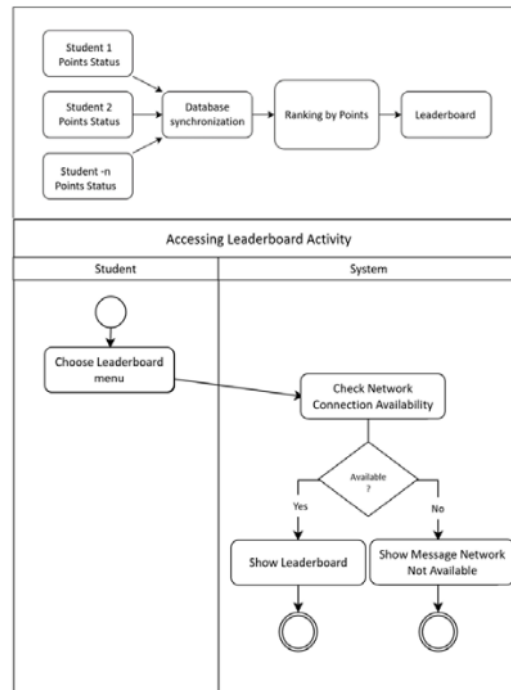 Student 1
Points Status
Student 2
Points Status
Student -n
Points Status
Database
synchronization
Ranking by Points
Leaderboard
Accessing Leaderboard Activity
Student
System
Choose Leaderboard
menu
Check Network
Connection Availability
Available
?
Yes
No
Show Leaderboard
Show Message Network
Not Available